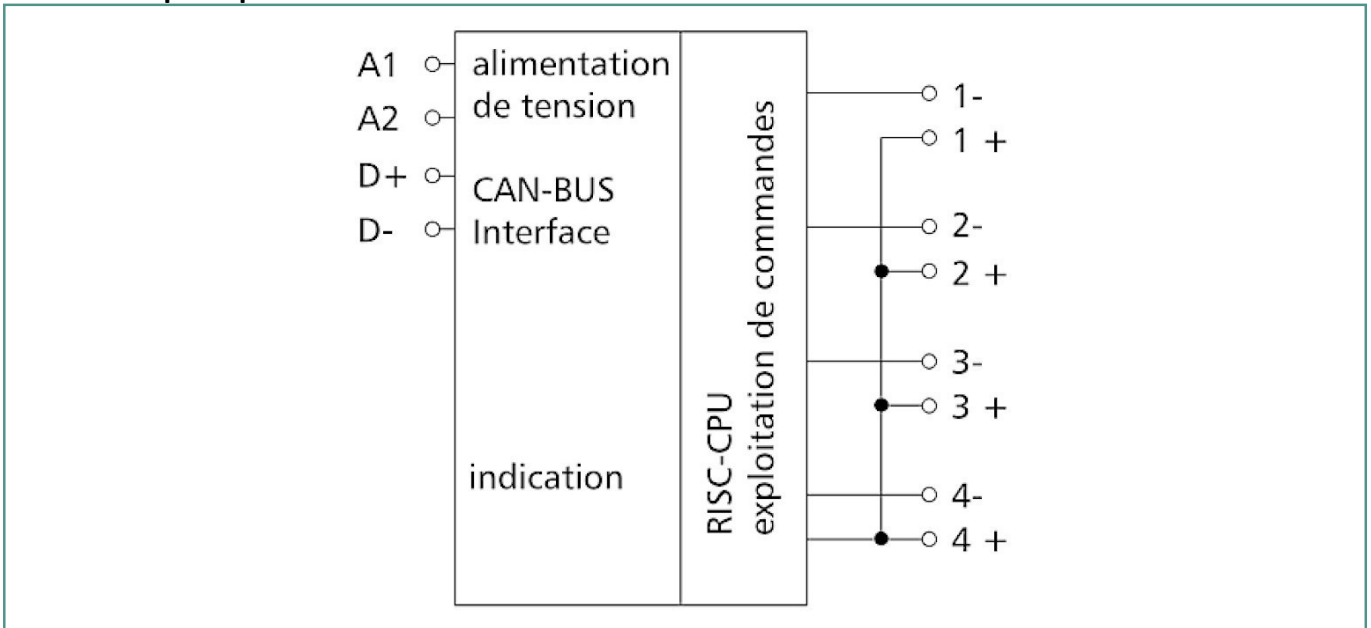 A1
alimentation
de tension
A2
D+
CAN-BUS
Interface
D-
indication
RISC-CPU
exploitation de commandes
1-
1 +
2-
2 +
3-
3 +
4-
4 +